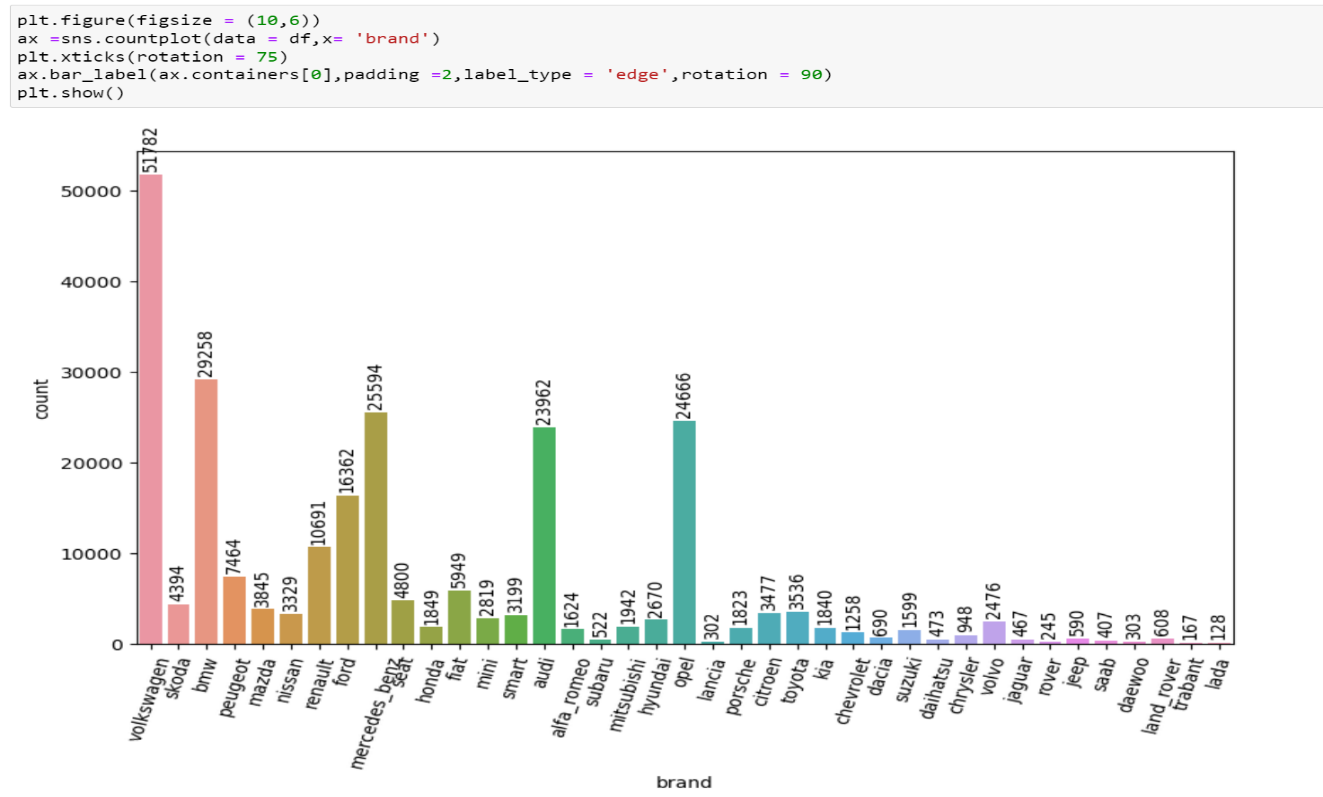 plt.figure(figsize = (10,6))
ax =sns.countplot(data = df,x= 'brand')
plt.xticks(rotation = 75)
ax.bar_label(ax.containers[0],padding =2,label_type = 'edge',rotation = 90)
plt.show()
50000
40000
30000
20000
10000
0
count
51782
4394
29258
7464
3845
3329
10691
16362
25594
4800
1849
5949
2819
3199
23962
1624
522
1942
2670
24666
302
1823
3477
3536
1840
1258
690
1599
473
948
2476
467
245
590
407
303
608
167
128
volkswagen
skoda
bmw
peugeot
mazda
nissan
renault
ford
mercedes_benz
seat
honda
fiat
mini
smart
audi
alfa_romeo
subaru
mitsubishi
hyundai
opel
lancia
porsche
citroen
toyota
kia
chevrolet
dacia
suzuki
daihatsu
chrysler
volvo
jaguar
rover
jeep
saab
daewoo
land_rover
trabant
lada
brand